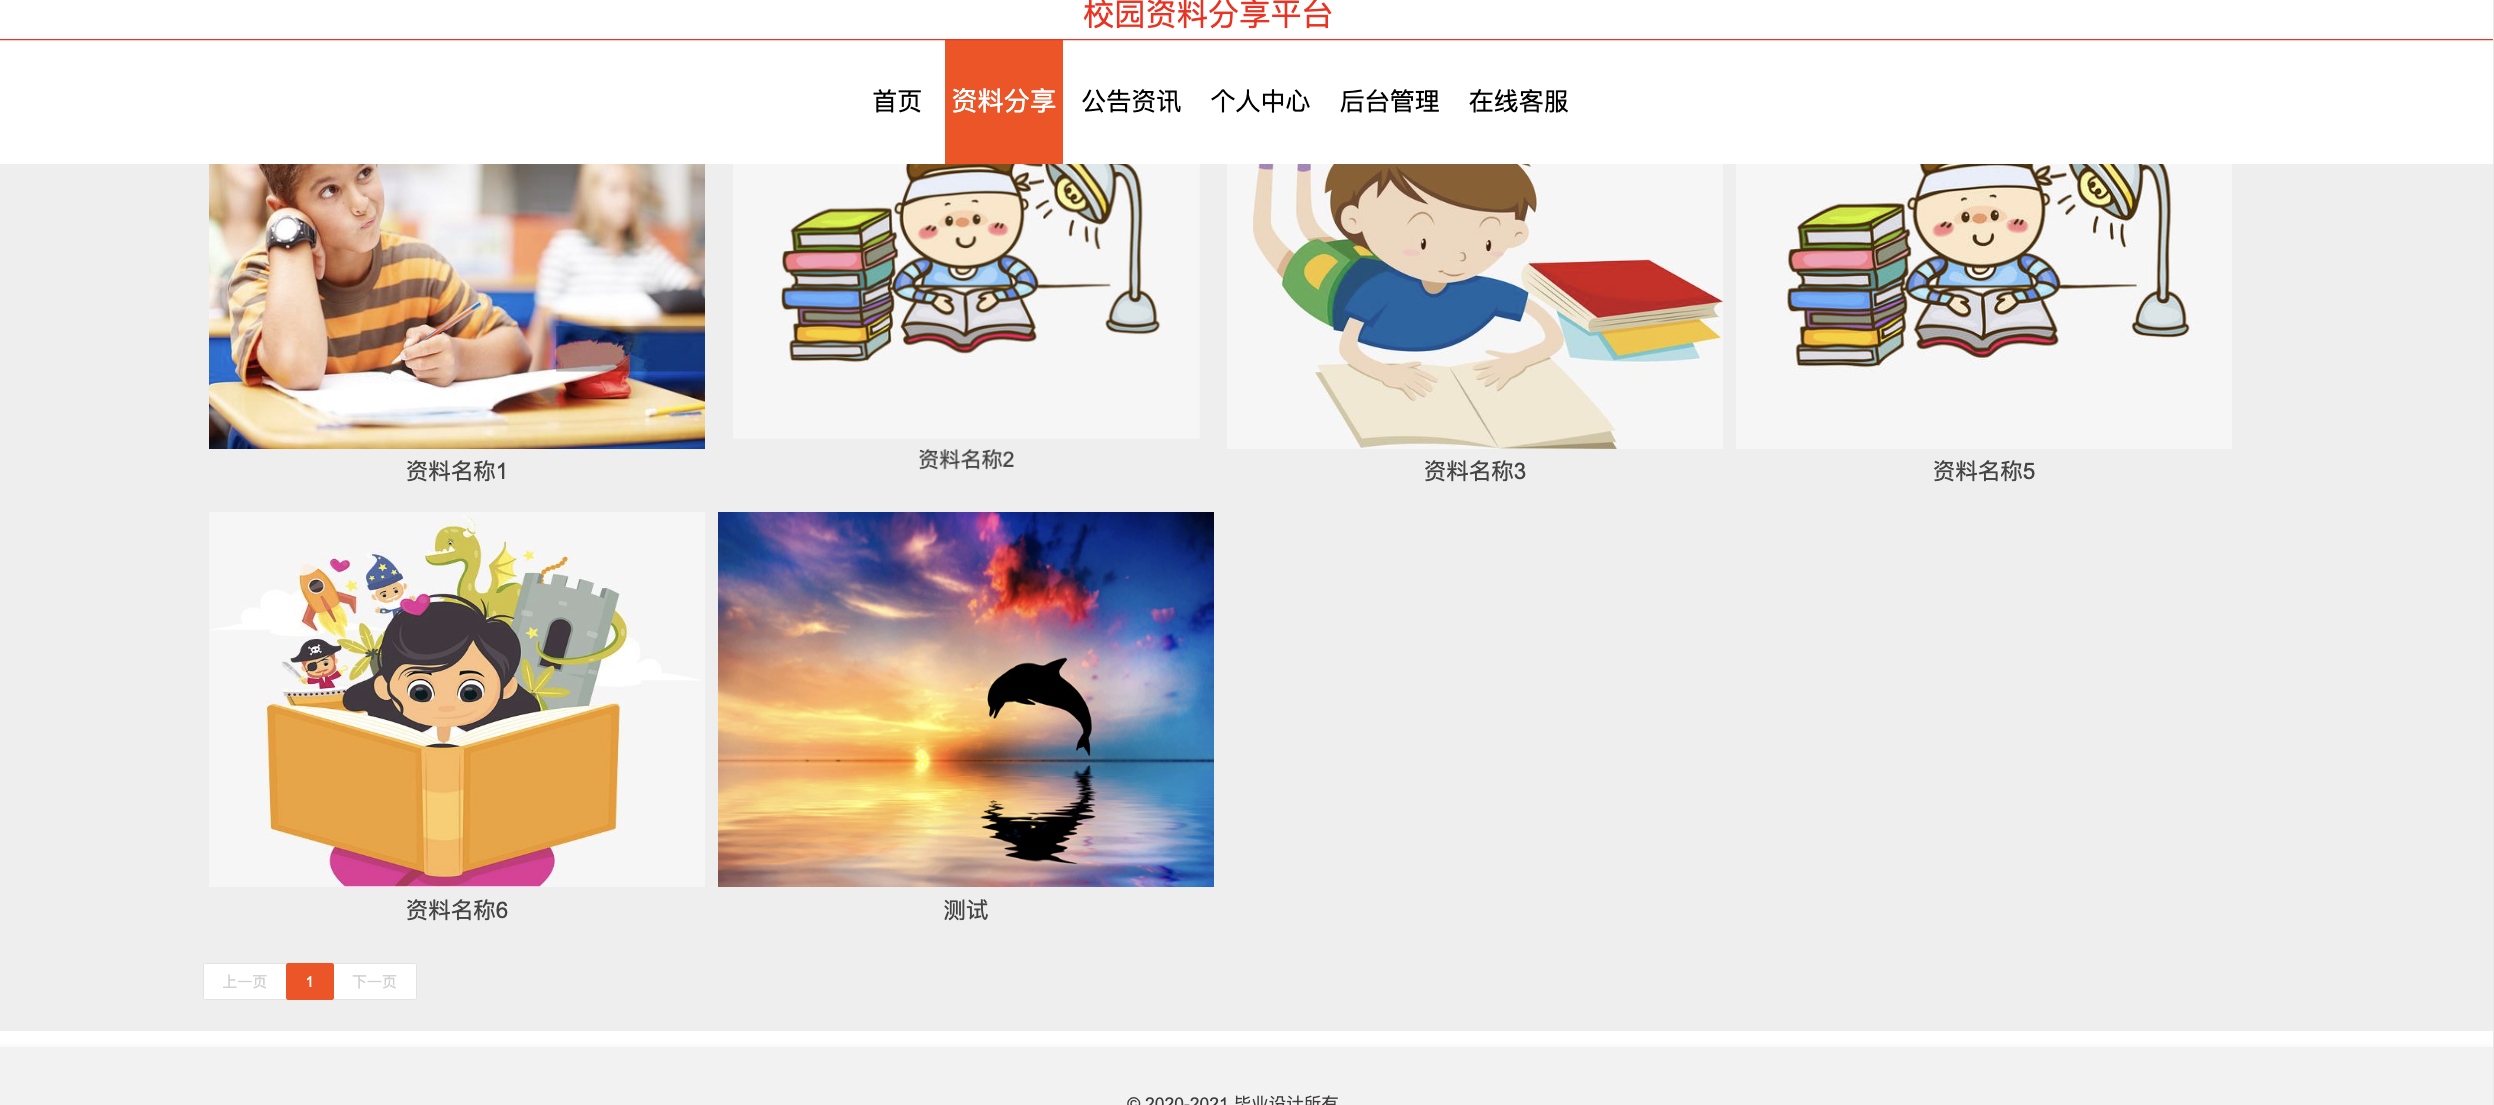 校园资料分享平台
首页 资料分享 公告资讯 个人中心 后台管理 在线客服
资料名称1
资料名称2
资料名称3
资料名称5
资料名称6
测试
上一页 1 下一页
© 2020-2021 毕业设计所有